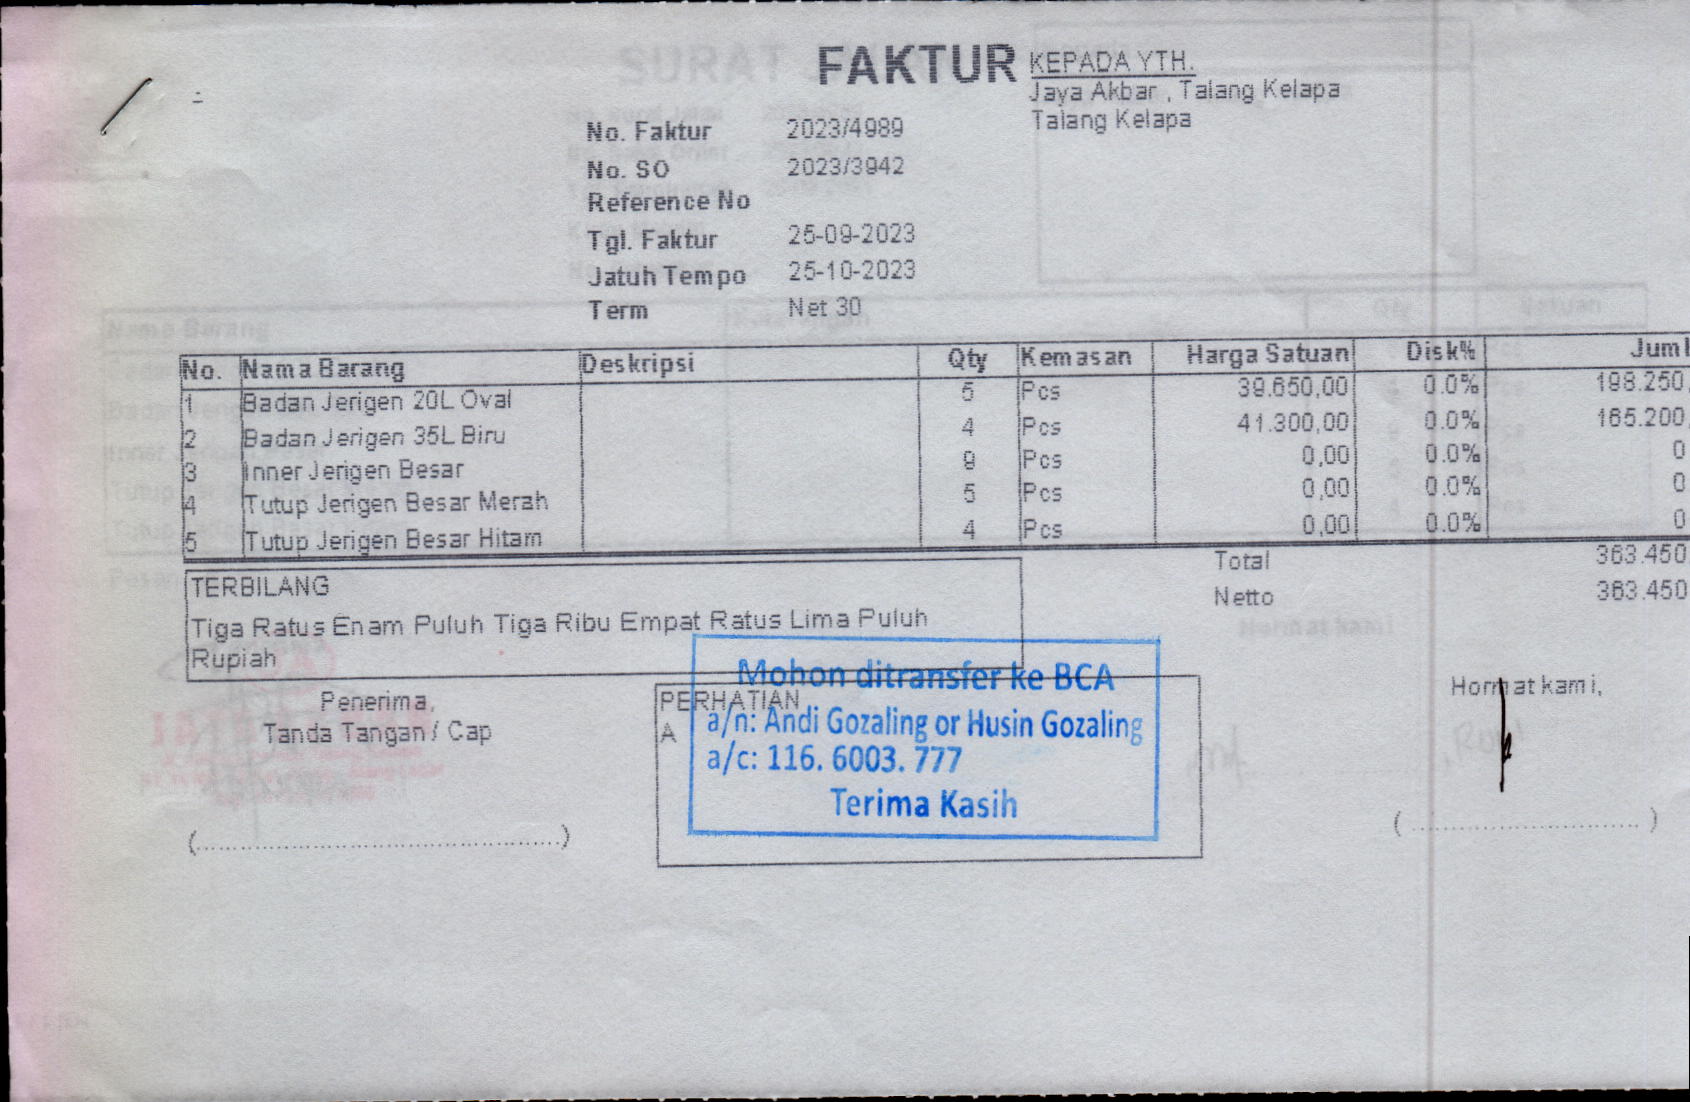 FAKTUR
KEPADA YTH.
Jaya Akbar , Talang Kelapa
Talang Kelapa
No. Faktur 2023/4989
No. SO 2023/3942
Reference No
Tgl. Faktur 25-09-2023
Jatuh Tempo 25-10-2023
Term Net 30
No. Nama Barang Deskripsi Qty Kemasan Harga Satuan Disk% Juml
1 Badan Jerigen 20L Oval 5 Pcs 39.650,00 0.0% 198.250,
2 Badan Jerigen 35L Biru 4 Pcs 41.300,00 0.0% 165.200,
3 Inner Jerigen Besar 9 Pcs 0,00 0.0% 0
4 Tutup Jerigen Besar Merah 5 Pcs 0,00 0.0% 0
5 Tutup Jerigen Besar Hitam 4 Pcs 0,00 0.0% 0
Total 363.450
Netto 363.450
TERBILANG
Tiga Ratus Enam Puluh Tiga Ribu Empat Ratus Lima Puluh
Rupiah
Penerima,
Tanda Tangan / Cap
PERHATIAN
A
Mohon ditransfer ke BCA
a/n: Andi Gozaling or Husin Gozaling
a/c: 116. 6003. 777
Terima Kasih
Hormat kami,